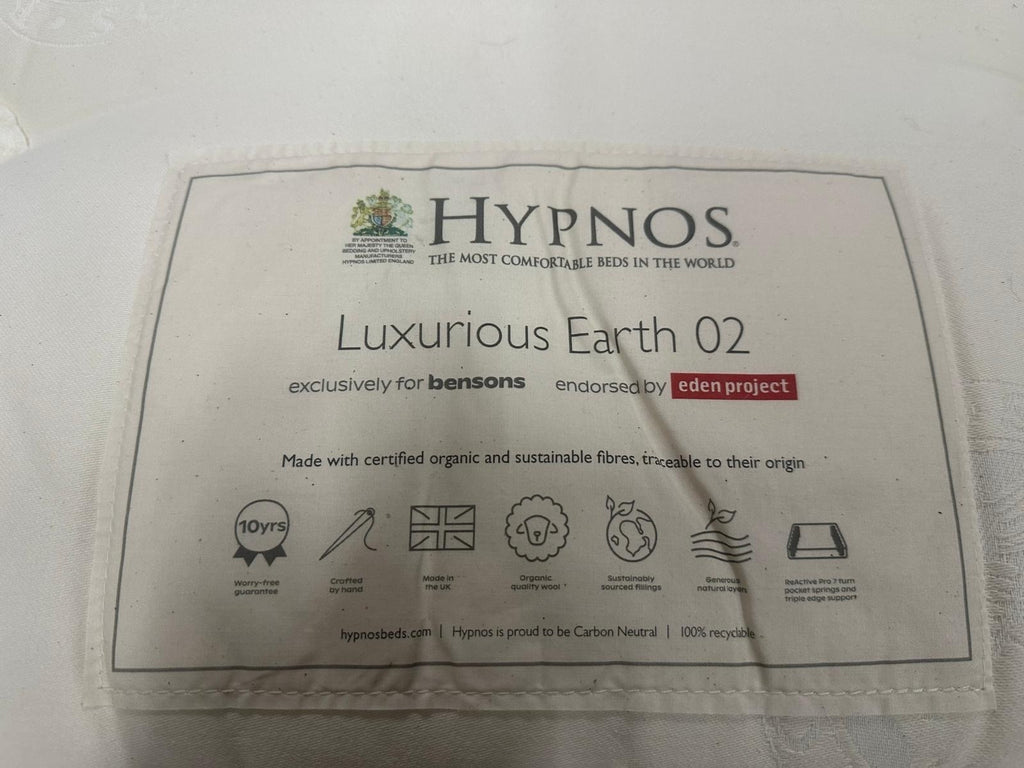 HYPNOS®
BY APPOINTMENT TO
HER MAJESTY THE QUEEN
BEDDING AND UPHOLSTERY
MANUFACTURERS
HYPNOS LIMITED ENGLAND
THE MOST COMFORTABLE BEDS IN THE WORLD
Luxurious Earth 02
exclusively for bensons endorsed by eden project
Made with certified organic and sustainable fibres, traceable to their origin
10yrs
Worry-free
guarantee
Crafted
by hand
Made in
the UK
Organic
quality wool
Sustainably
sourced fillings
Generous
natural layers
ReActive Pro 7 turn
pocket springs and
triple edge support
hypnosbeds.com | Hypnos is proud to be Carbon Neutral | 100% recyclable